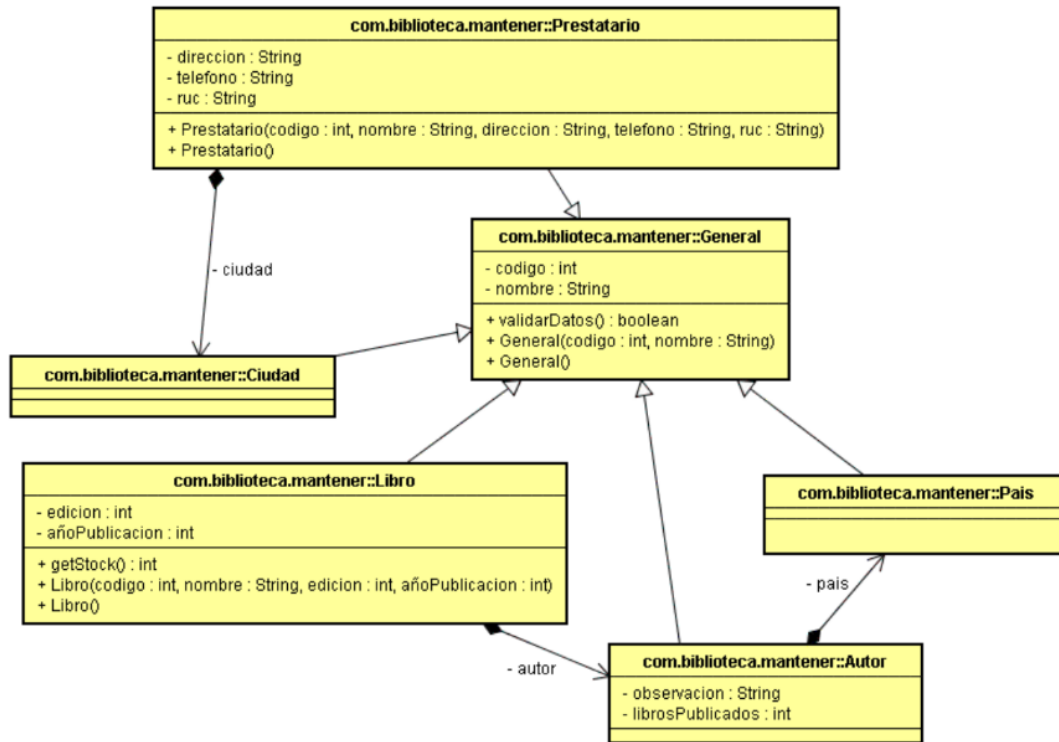 com.biblioteca.mantener::Prestatario
- direccion : String
- telefono : String
- ruc : String
+ Prestatario(codigo : int, nombre : String, direccion : String, telefono : String, ruc : String)
+ Prestatario()
- ciudad
com.biblioteca.mantener::General
- codigo : int
- nombre : String
+ validarDatos() : boolean
+ General(codigo : int, nombre : String)
+ General()
com.biblioteca.mantener::Ciudad
com.biblioteca.mantener::Libro
- edicion : int
- añoPublicacion : int
+ getStock() : int
+ Libro(codigo : int, nombre : String, edicion : int, añoPublicacion : int)
+ Libro()
com.biblioteca.mantener::Pais
- pais
- autor
com.biblioteca.mantener::Autor
- observacion : String
- librosPublicados : int